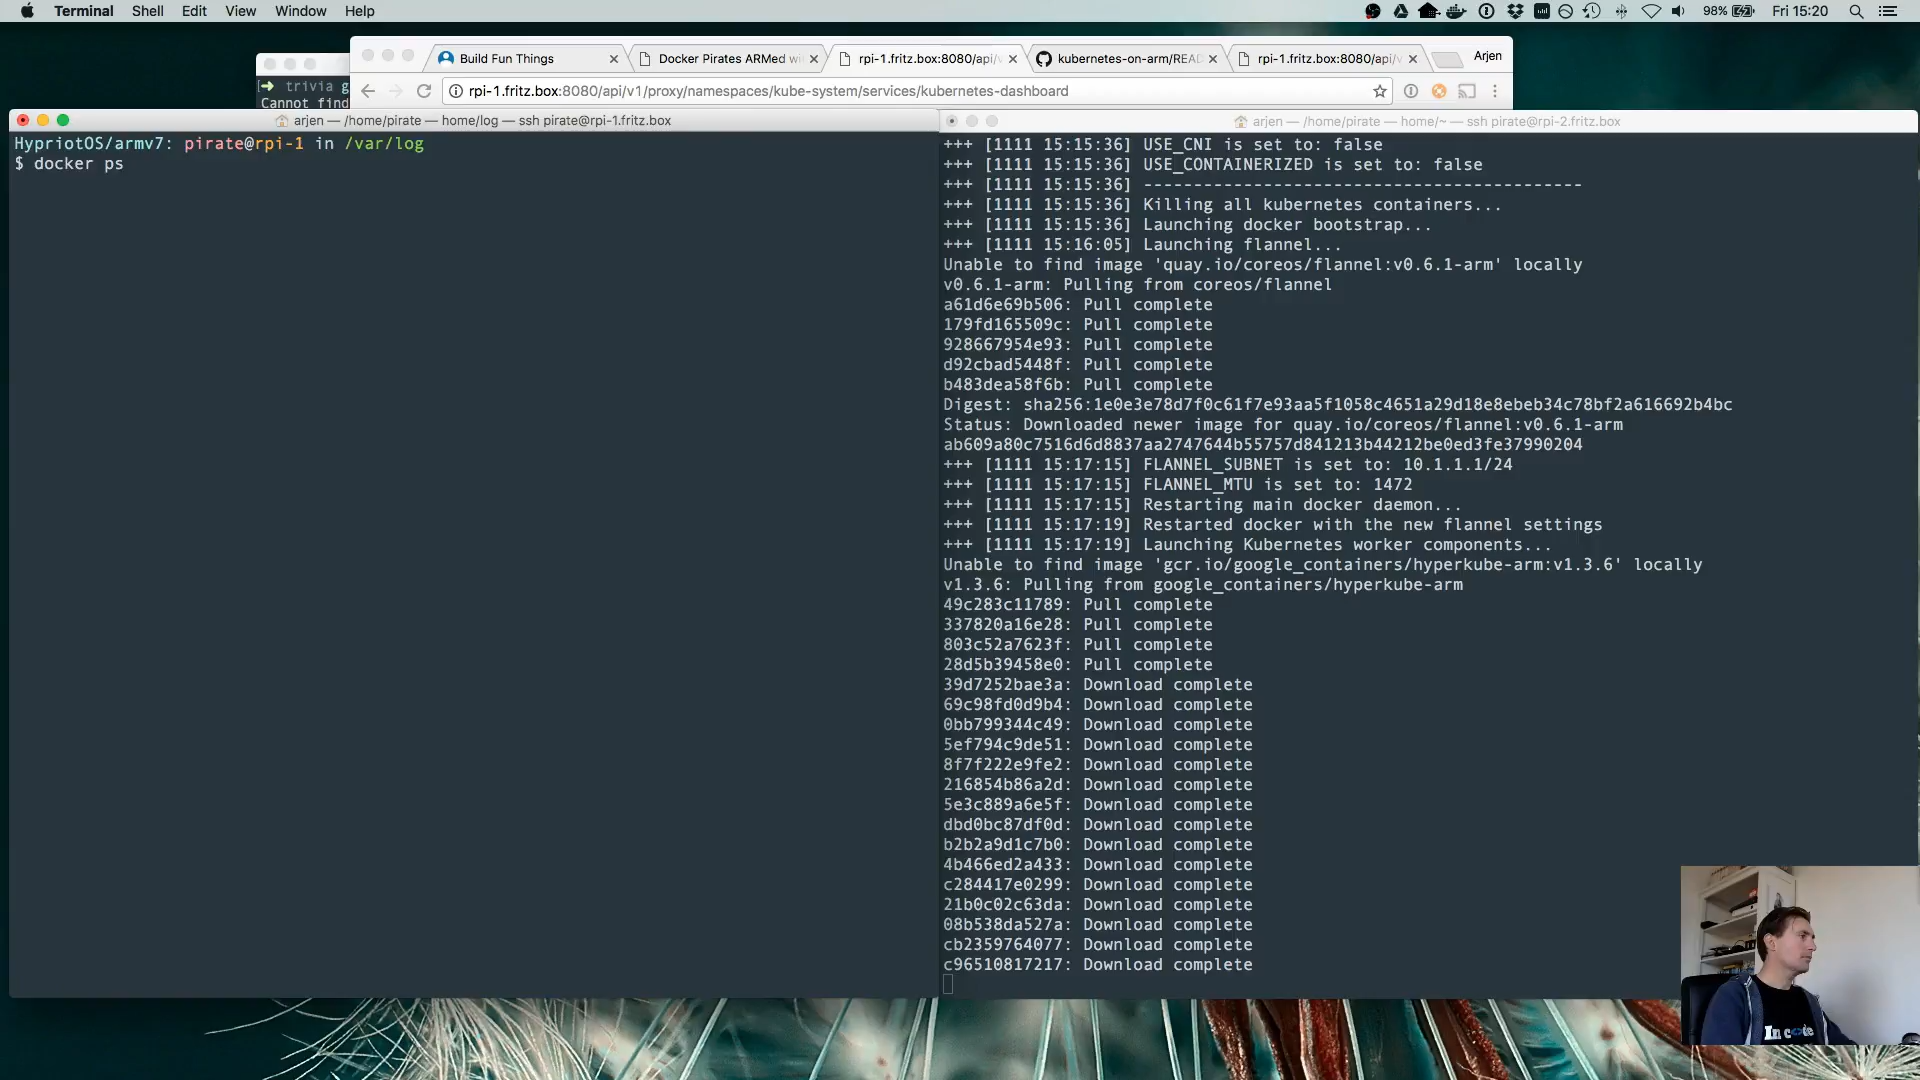 Terminal Shell Edit View Window Help
98% Fri 15:20
Build Fun Things
Docker Pirates ARMed wi
rpi-1.fritz.box:8080/api/
kubernetes-on-arm/READ
rpi-1.fritz.box:8080/api/
Arjen
rpi-1.fritz.box:8080/api/v1/proxy/namespaces/kube-system/services/kubernetes-dashboard
trivia g
Cannot find
arjen — /home/pirate — home/log — ssh pirate@rpi-1.fritz.box
HypriotOS/armv7: pirate@rpi-1 in /var/log
$ docker ps
arjen — /home/pirate — home/~ — ssh pirate@rpi-2.fritz.box
+++ [1111 15:15:36] USE_CNI is set to: false
+++ [1111 15:15:36] USE_CONTAINERIZED is set to: false
+++ [1111 15:15:36] --------------------------------------------
+++ [1111 15:15:36] Killing all kubernetes containers...
+++ [1111 15:15:36] Launching docker bootstrap...
+++ [1111 15:16:05] Launching flannel...
Unable to find image 'quay.io/coreos/flannel:v0.6.1-arm' locally
v0.6.1-arm: Pulling from coreos/flannel
a61d6e69b506: Pull complete
179fd165509c: Pull complete
928667954e93: Pull complete
d92cbad5448f: Pull complete
b483dea58f6b: Pull complete
Digest: sha256:1e0e3e78d7f0c61f7e93aa5f1058c4651a29d18e8ebeb34c78bf2a616692b4bc
Status: Downloaded newer image for quay.io/coreos/flannel:v0.6.1-arm
ab609a80c7516d6d8837aa2747644b55757d841213b44212be0ed3fe37990204
+++ [1111 15:17:15] FLANNEL_SUBNET is set to: 10.1.1.1/24
+++ [1111 15:17:15] FLANNEL_MTU is set to: 1472
+++ [1111 15:17:15] Restarting main docker daemon...
+++ [1111 15:17:19] Restarted docker with the new flannel settings
+++ [1111 15:17:19] Launching Kubernetes worker components...
Unable to find image 'gcr.io/google_containers/hyperkube-arm:v1.3.6' locally
v1.3.6: Pulling from google_containers/hyperkube-arm
49c283c11789: Pull complete
337820a16e28: Pull complete
803c52a7623f: Pull complete
28d5b39458e0: Pull complete
39d7252bae3a: Download complete
69c98fd0d9b4: Download complete
0bb799344c49: Download complete
5ef794c9de51: Download complete
8f7f222e9fe2: Download complete
216854b86a2d: Download complete
5e3c889a6e5f: Download complete
dbd0bc87df0d: Download complete
b2b2a9d1c7b0: Download complete
4b466ed2a433: Download complete
c284417e0299: Download complete
21b0c02c63da: Download complete
08b538da527a: Download complete
cb2359764077: Download complete
c96510817217: Download complete
In code